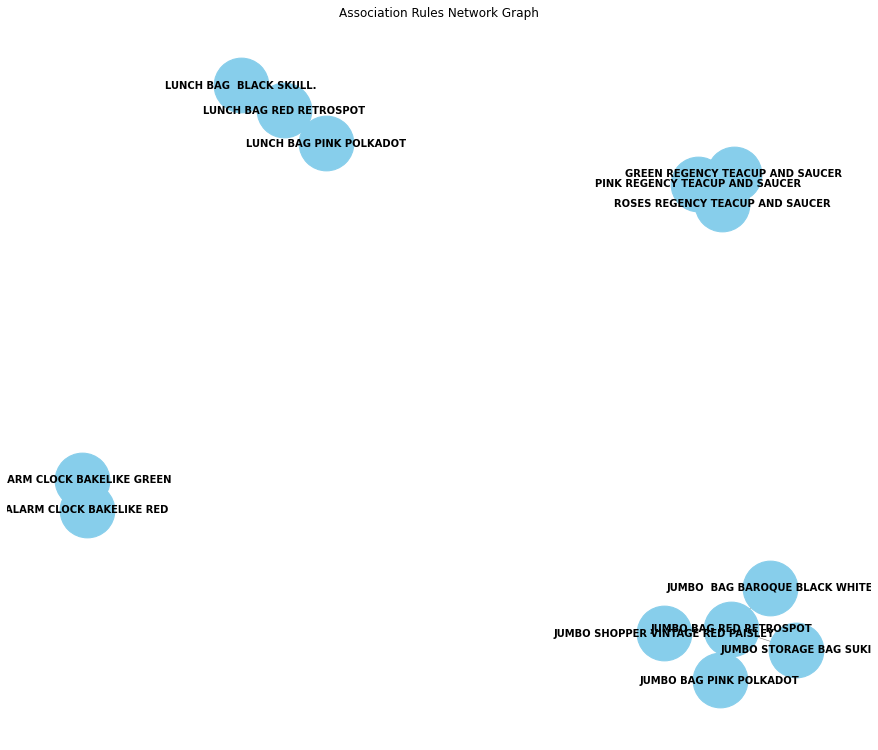 Association Rules Network Graph
LUNCH BAG  BLACK SKULL.
LUNCH BAG RED RETROSPOT
LUNCH BAG PINK POLKADOT
GREEN REGENCY TEACUP AND SAUCER
PINK REGENCY TEACUP AND SAUCER
ROSES REGENCY TEACUP AND SAUCER
ARM CLOCK BAKELIKE GREEN
ALARM CLOCK BAKELIKE RED
JUMBO  BAG BAROQUE BLACK WHITE
JUMBO BAG RED RETROSPOT
JUMBO SHOPPER VINTAGE RED PAISLEY
JUMBO STORAGE BAG SUKI
JUMBO BAG PINK POLKADOT